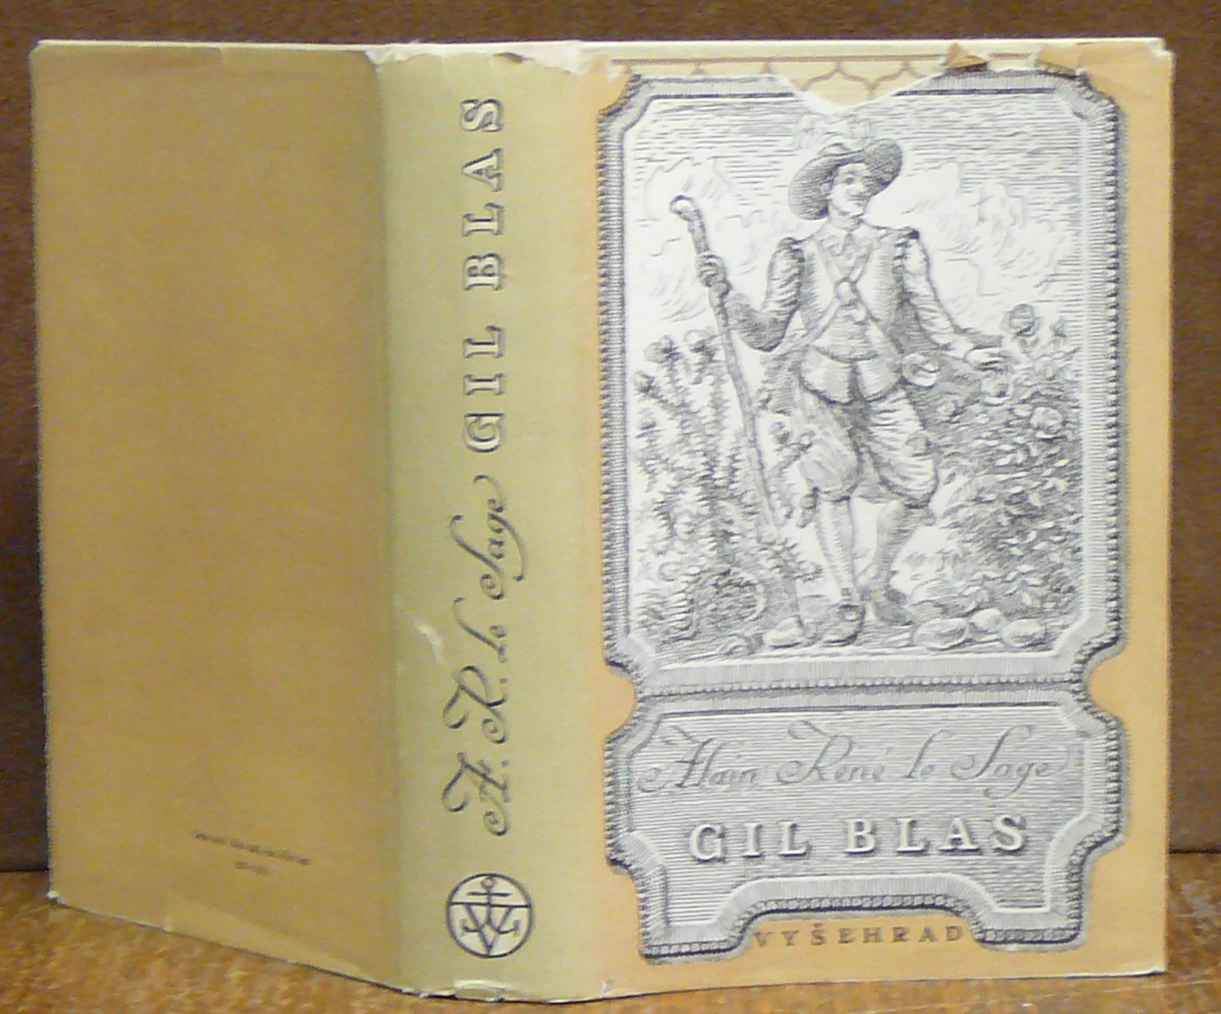 A. R. le Sage GIL BLAS
Alain René le Sage
GIL BLAS
VYŠEHRAD